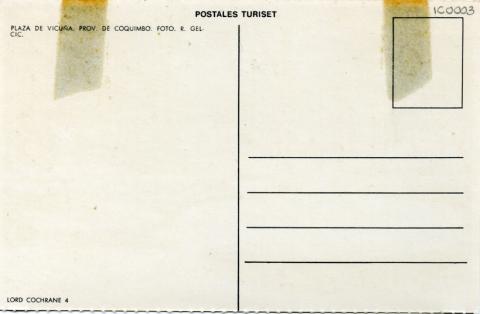 POSTALES TURISET
1C0003
PLAZA DE VICUÑA. PROV. DE COQUIMBO. FOTO. R. GEL-
CIC.
LORD COCHRANE 4